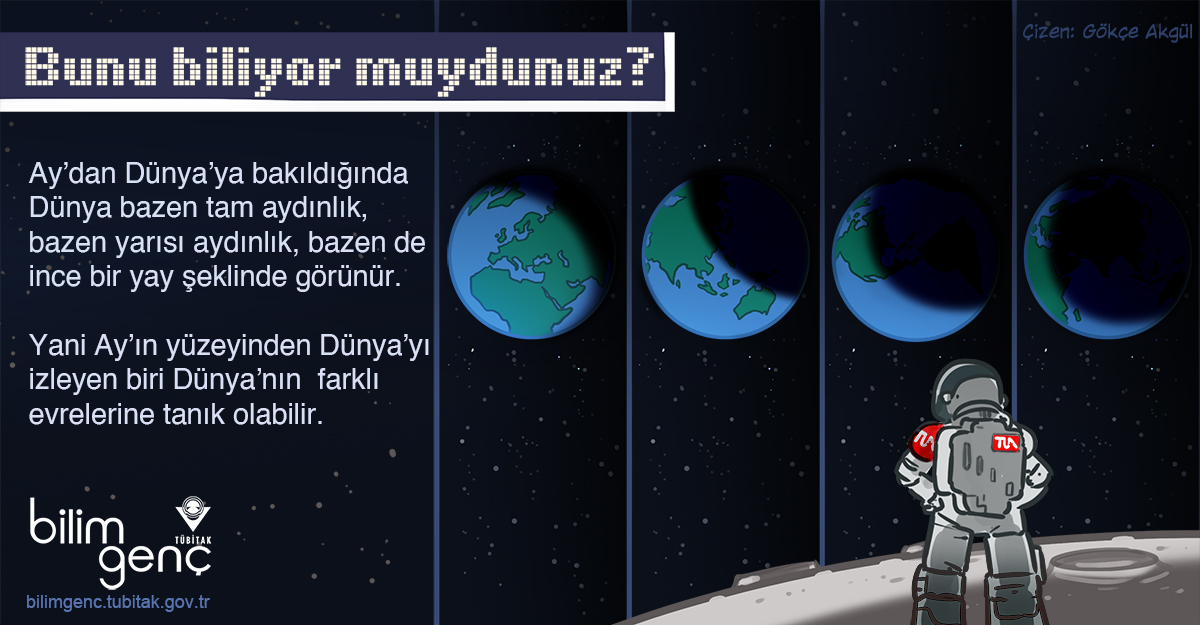 Bunu biliyor muydunuz?
Çizen: Gökçe Akgül
Ay’dan Dünya’ya bakıldığında
Dünya bazen tam aydınlık,
bazen yarısı aydınlık, bazen de
ince bir yay şeklinde görünür.
Yani Ay’ın yüzeyinden Dünya’yı
izleyen biri Dünya’nın farklı
evrelerine tanık olabilir.
TUA
TUA
bilim
genç
TÜBİTAK
bilimgenc.tubitak.gov.tr